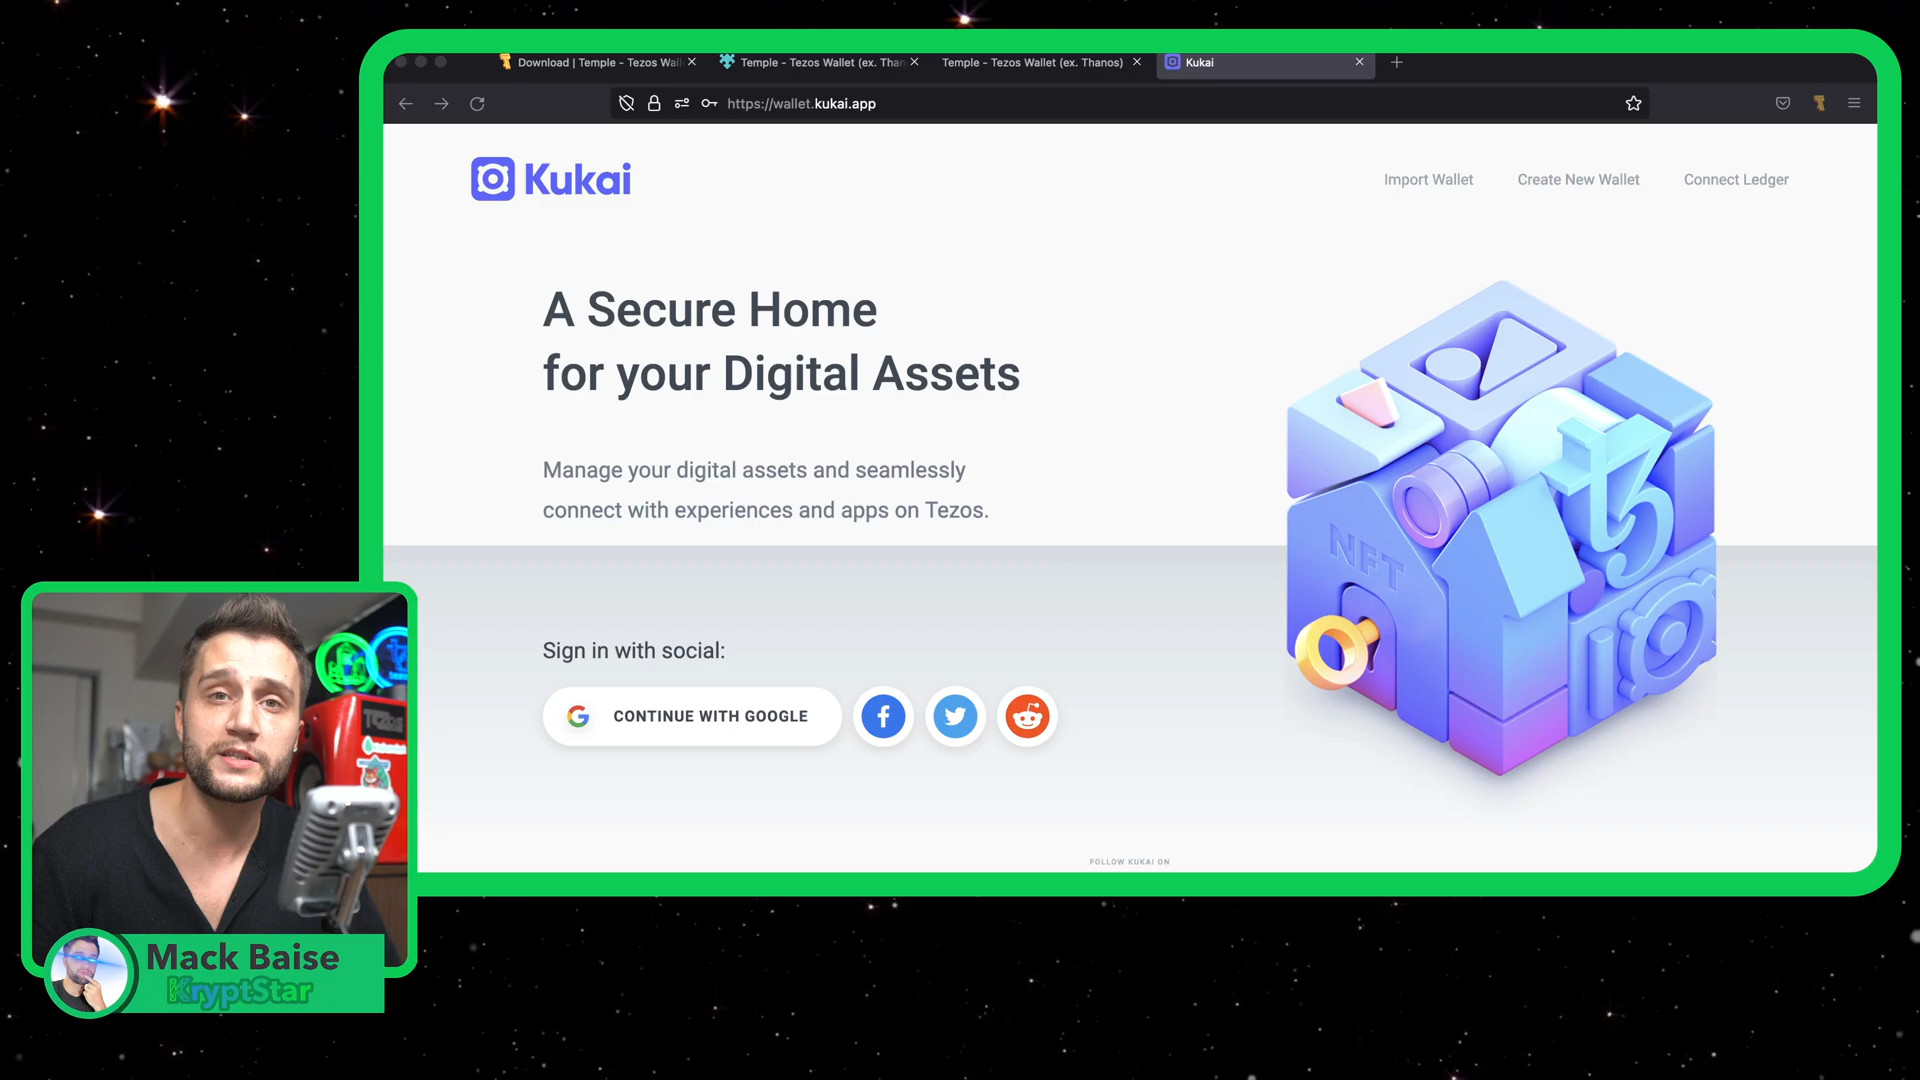 Download | Temple - Tezos Wall
Temple - Tezos Wallet (ex. Than
Temple - Tezos Wallet (ex. Thanos)
Kukai
https://wallet.kukai.app
Kukai
Import Wallet
Create New Wallet
Connect Ledger
A Secure Home
for your Digital Assets
Manage your digital assets and seamlessly
connect with experiences and apps on Tezos.
NFT
Sign in with social:
CONTINUE WITH GOOGLE
FOLLOW KUKAI ON
TEZOS
Mack Baise
KryptStar